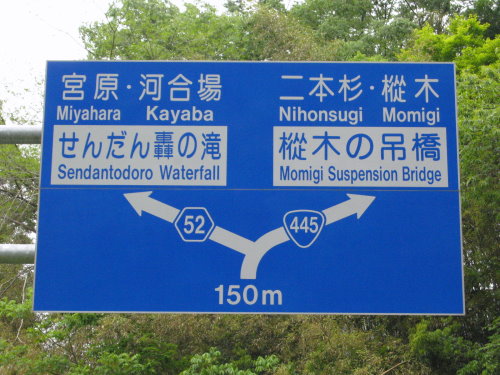 宮原・河合場
Miyahara Kayaba
せんだん轟の滝
Sendantodoro Waterfall
二本杉・樅木
Nihonsugi Momigi
樅木の吊橋
Momigi Suspension Bridge
52
445
150m